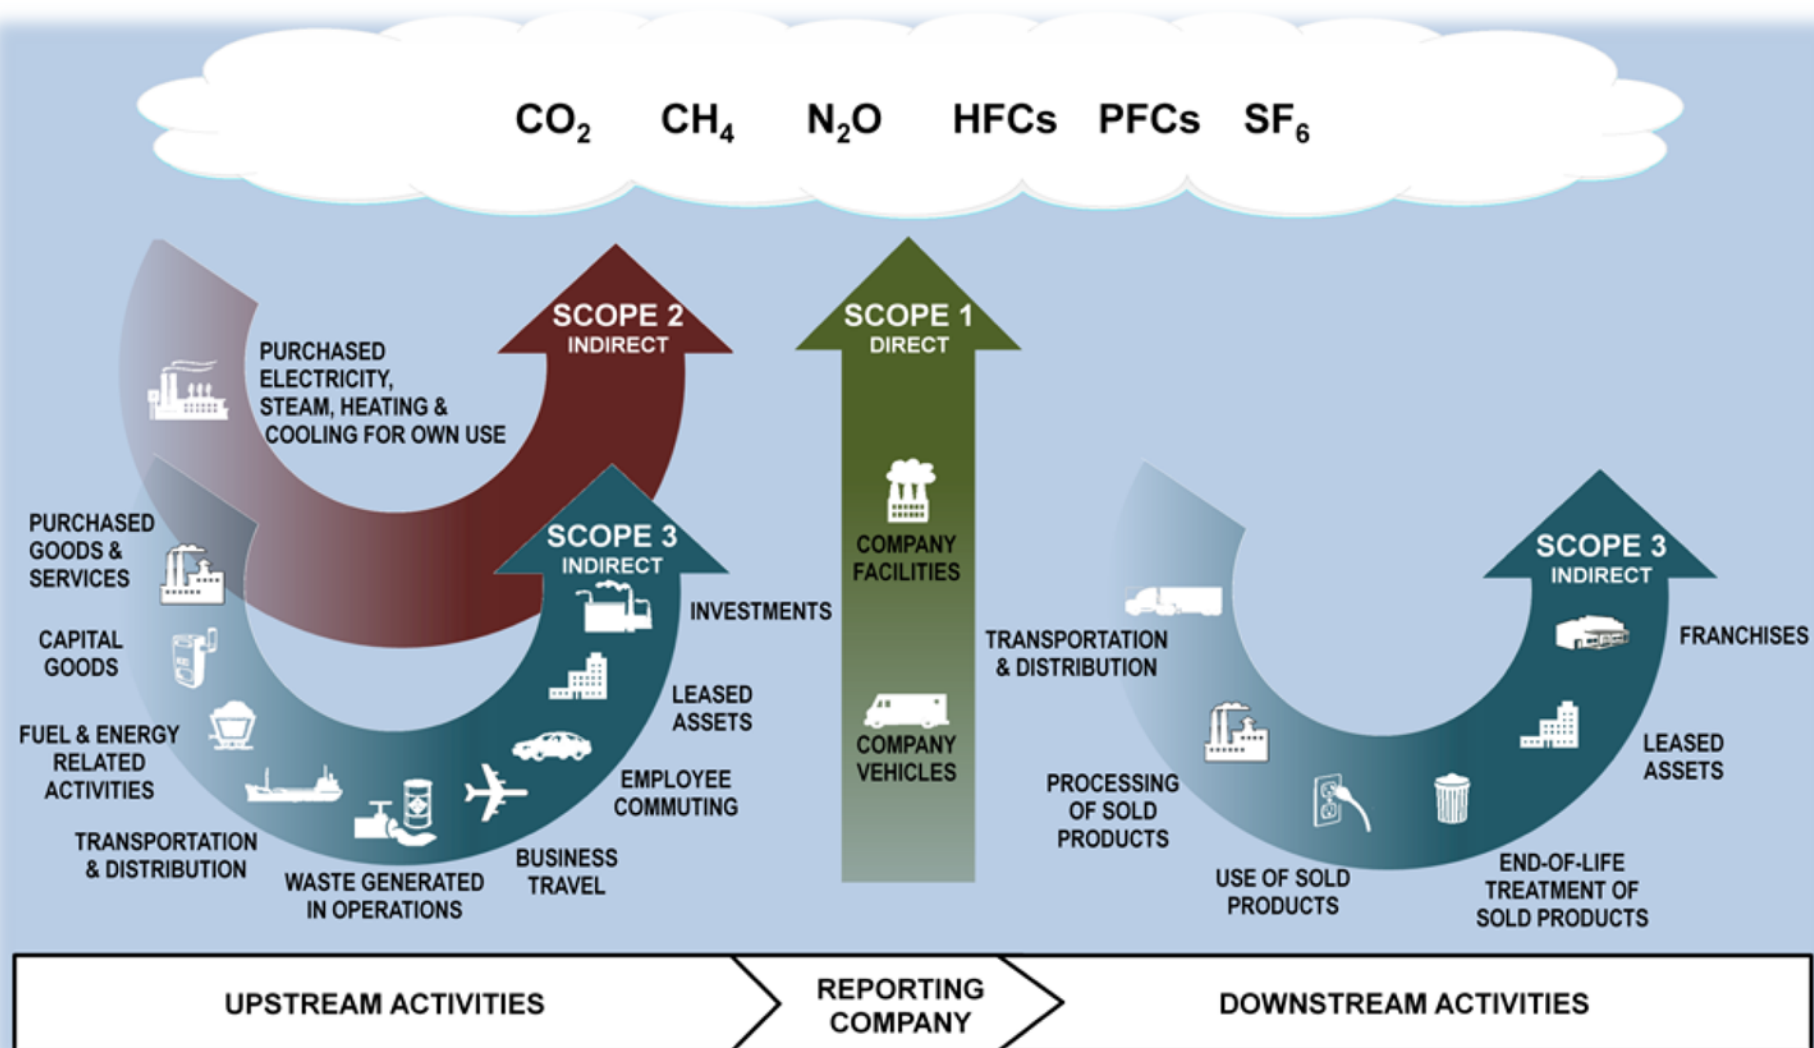 CO₂ CH₄ N₂O HFCs PFCs SF₆
SCOPE 2
INDIRECT
PURCHASED
ELECTRICITY,
STEAM, HEATING &
COOLING FOR OWN USE
SCOPE 1
DIRECT
COMPANY
FACILITIES
COMPANY
VEHICLES
SCOPE 3
INDIRECT
PURCHASED
GOODS &
SERVICES
CAPITAL
GOODS
FUEL & ENERGY
RELATED
ACTIVITIES
TRANSPORTATION
& DISTRIBUTION
WASTE GENERATED
IN OPERATIONS
BUSINESS
TRAVEL
EMPLOYEE
COMMUTING
LEASED
ASSETS
INVESTMENTS
SCOPE 3
INDIRECT
TRANSPORTATION
& DISTRIBUTION
PROCESSING
OF SOLD
PRODUCTS
USE OF SOLD
PRODUCTS
END-OF-LIFE
TREATMENT OF
SOLD PRODUCTS
LEASED
ASSETS
FRANCHISES
UPSTREAM ACTIVITIES
REPORTING
COMPANY
DOWNSTREAM ACTIVITIES